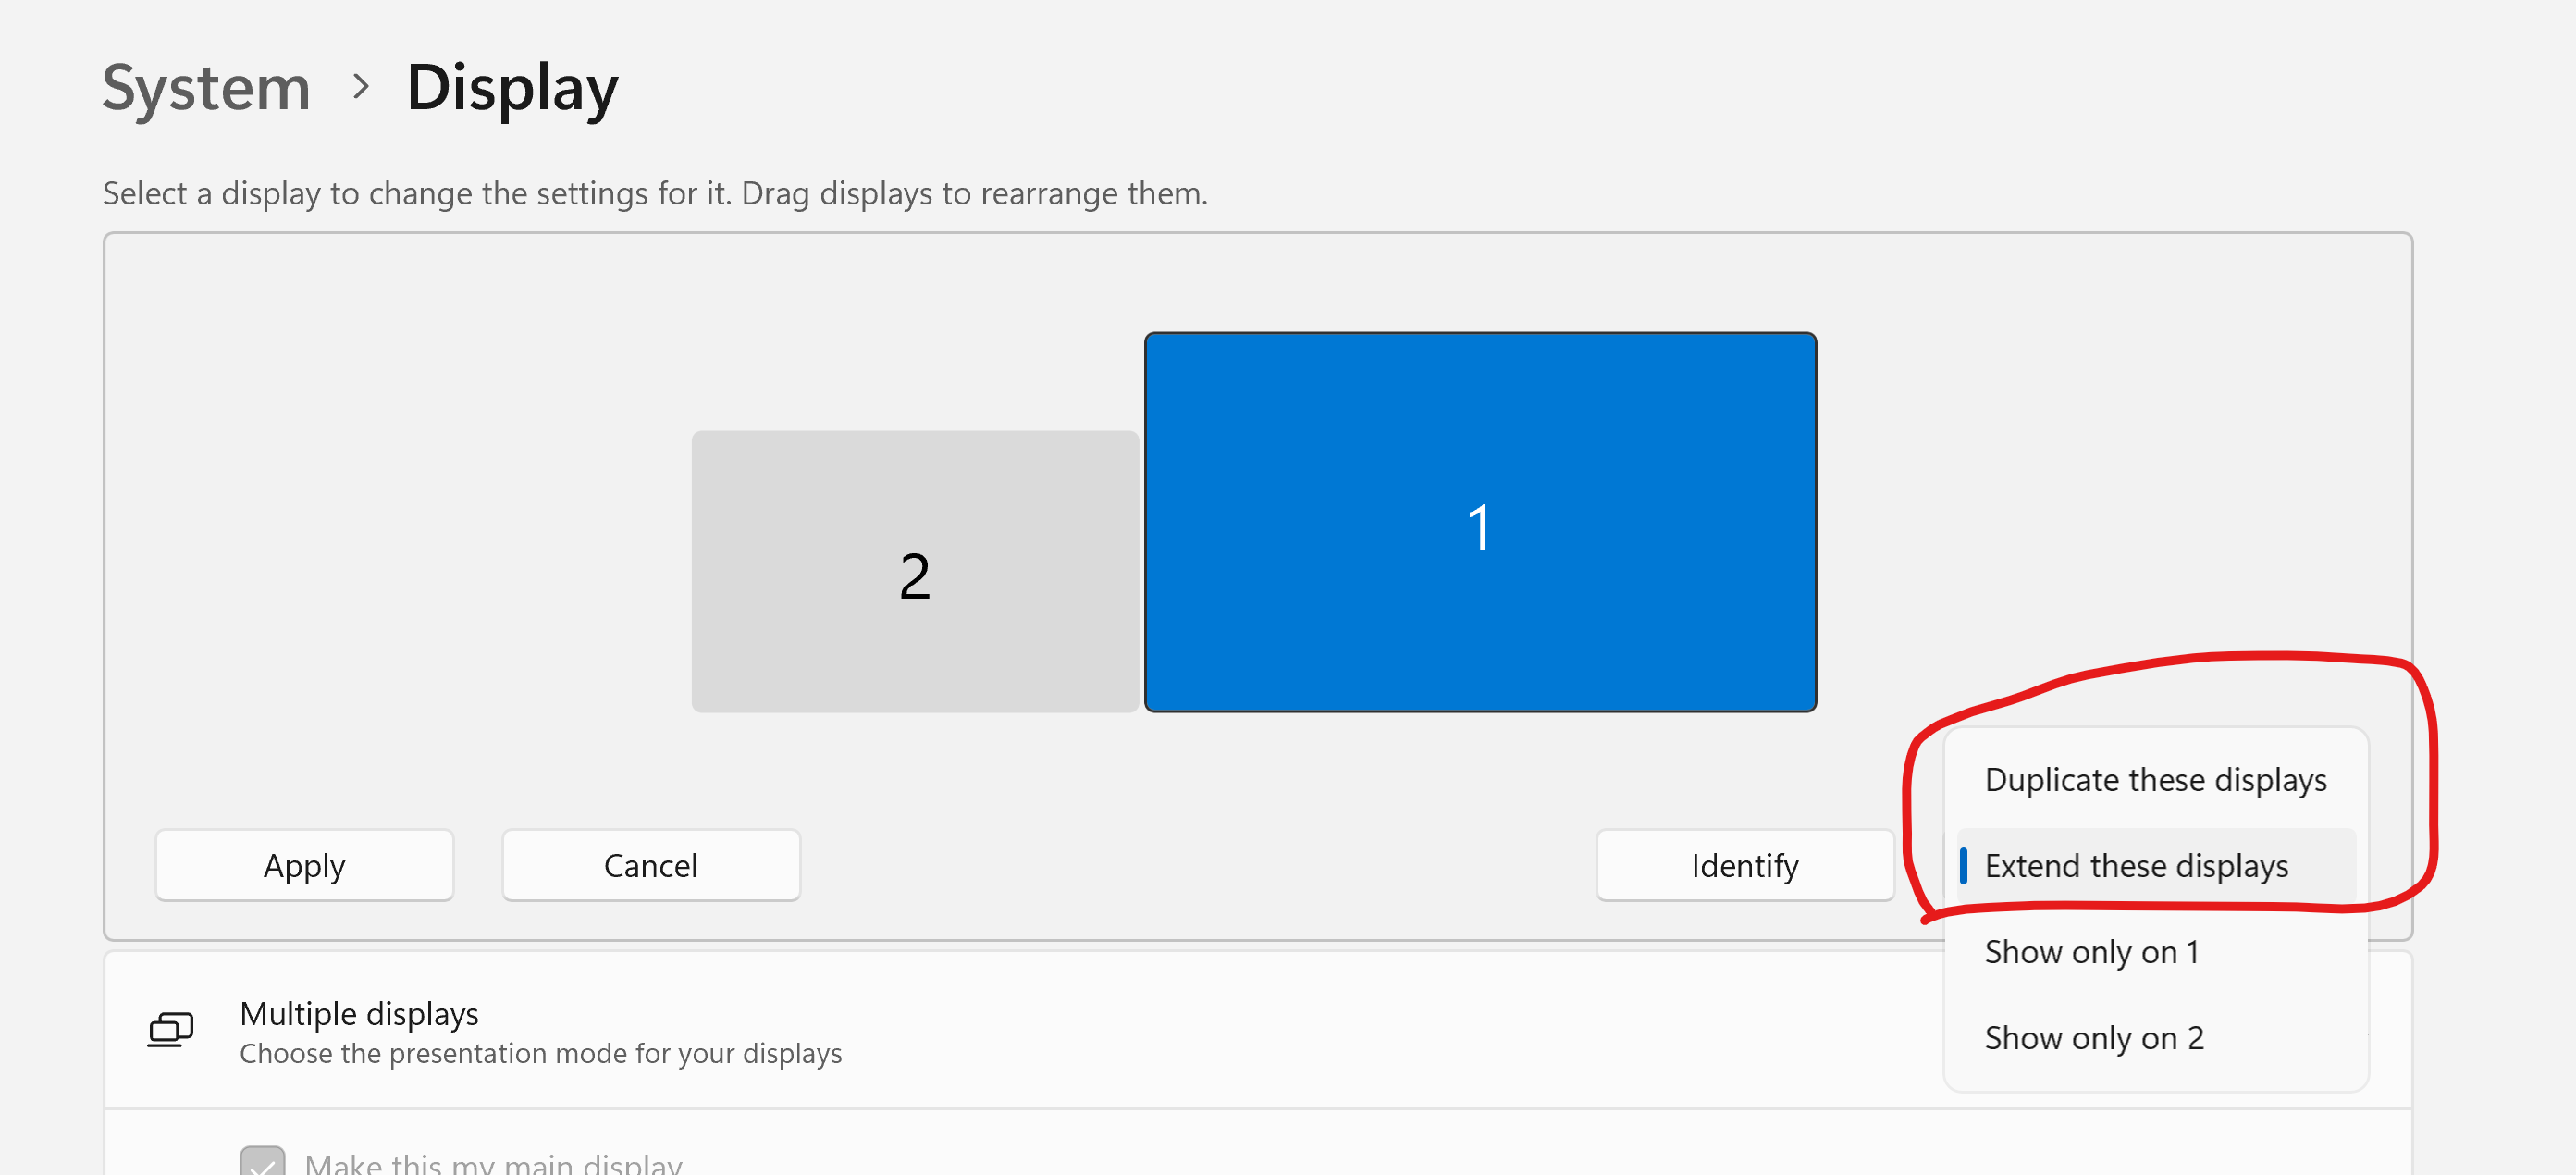 System > Display
Select a display to change the settings for it. Drag displays to rearrange them.
1
2
Duplicate these displays
Apply
Cancel
Identify
Extend these displays
Show only on 1
Show only on 2
Multiple displays
Choose the presentation mode for your displays
Make this my main display